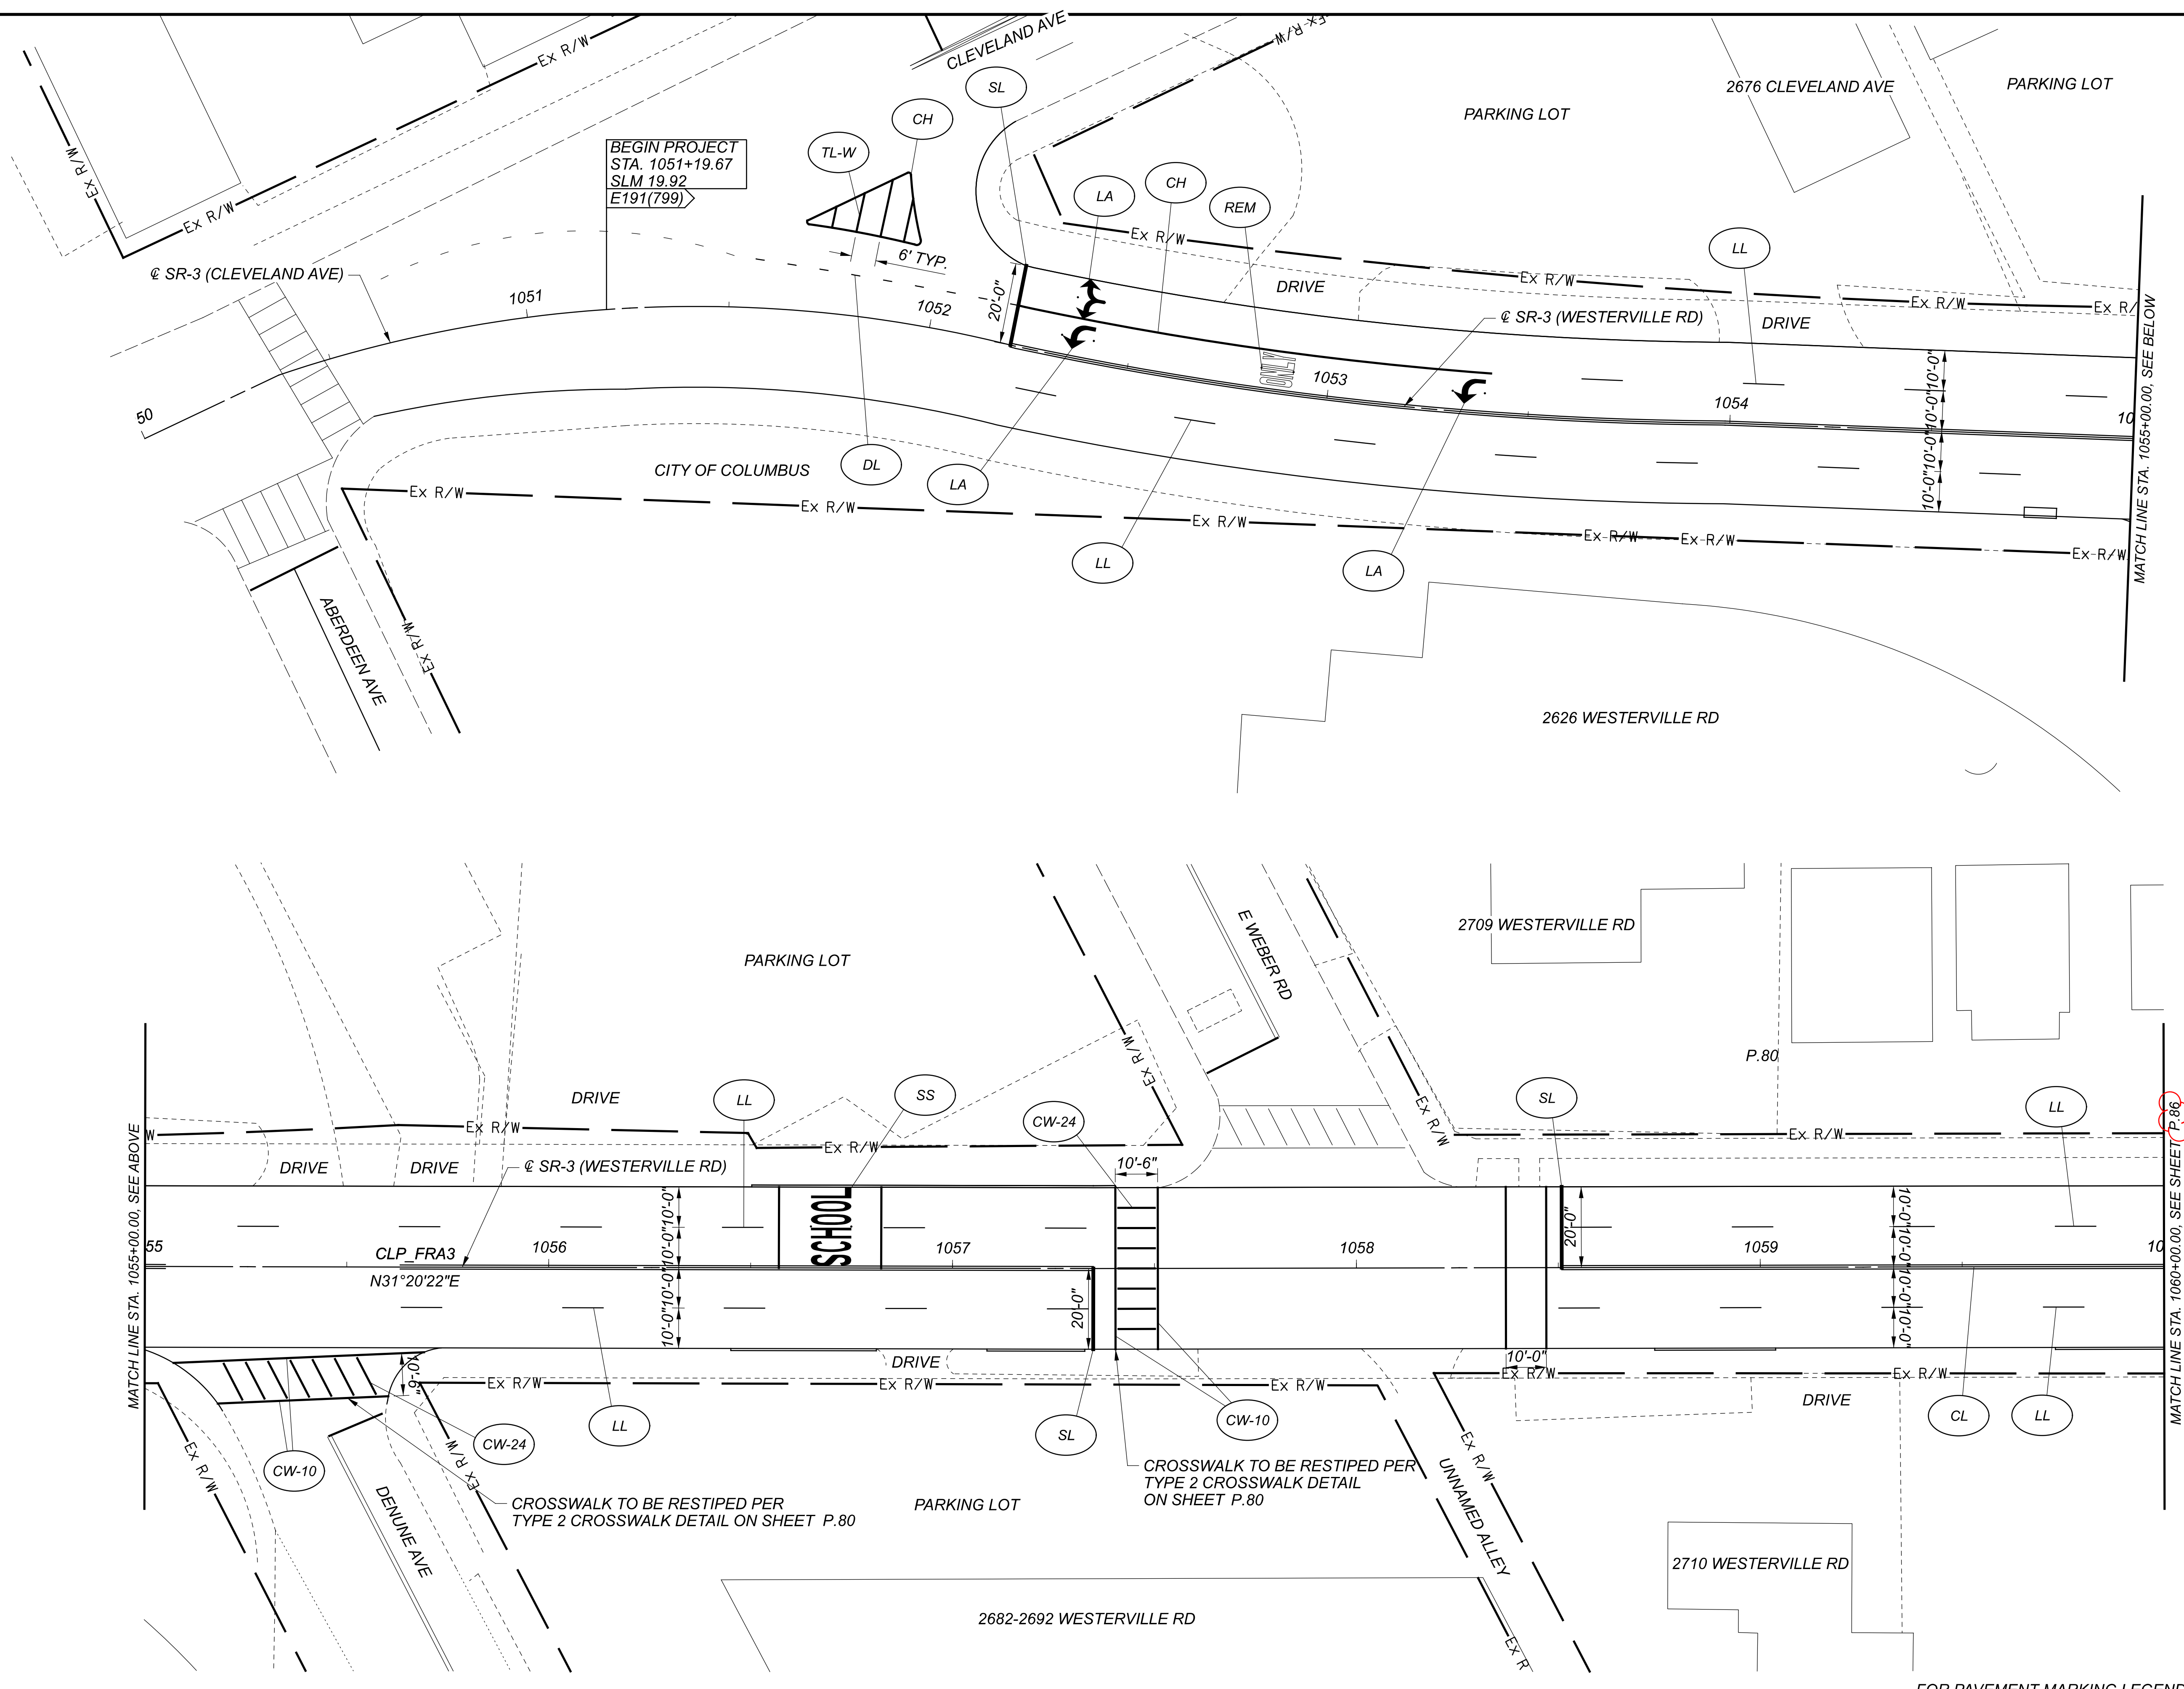 CLEVELAND AVE
Ex R/W
Ex R/W
Ex R/W
Ex R/W
SL
CH
TL-W
BEGIN PROJECT
STA. 1051+19.67
SLM 19.92
E191(799)
2676 CLEVELAND AVE
PARKING LOT
PARKING LOT
LA
CH
REM
LL
Ex R/W
Ex R/W
Ex R/W
Ex R/
6' TYP.
20'-0"
DRIVE
DRIVE
℄ SR-3 (CLEVELAND AVE)
1051
1052
℄ SR-3 (WESTERVILLE RD)
ONLY
1053
1054
10
50
10'-0"
10'-0"
10'-0"
10'-0"
MATCH LINE STA. 1055+00.00, SEE BELOW
CITY OF COLUMBUS
DL
LA
LL
LA
Ex R/W
Ex R/W
Ex R/W
Ex R/W
Ex R/W
Ex R/W
Ex R/W
ABERDEEN AVE
2626 WESTERVILLE RD
E WEBER RD
2709 WESTERVILLE RD
PARKING LOT
P.80
Ex R/W
Ex R/W
DRIVE
LL
SS
CW-24
SL
LL
W
Ex R/W
Ex R/W
Ex R/W
DRIVE
DRIVE
℄ SR-3 (WESTERVILLE RD)
10'-6"
MATCH LINE STA. 1055+00.00, SEE ABOVE
55
CLP_FRA3
N31°20'22"E
1056
10'-0"
10'-0"
10'-0"
10'-0"
SCHOOL
1057
20'-0"
1058
20'-0"
1059
10'-0"
10'-0"
10'-0"
10'-0"
10
MATCH LINE STA. 1060+00.00, SEE SHEET P.86
10'-6"
DRIVE
10'-0"
Ex R/W
Ex R/W
Ex R/W
Ex R/W
Ex R/W
DRIVE
LL
SL
CW-10
CL
LL
CW-24
CW-10
Ex R/W
Ex R/W
Ex R/W
CROSSWALK TO BE RESTIPED PER
TYPE 2 CROSSWALK DETAIL
ON SHEET P.80
CROSSWALK TO BE RESTIPED PER
TYPE 2 CROSSWALK DETAIL ON SHEET P.80
PARKING LOT
DENUNE AVE
UNNAMED ALLEY
2710 WESTERVILLE RD
2682-2692 WESTERVILLE RD
Ex R
FOR PAVEMENT MARKING LEGEND